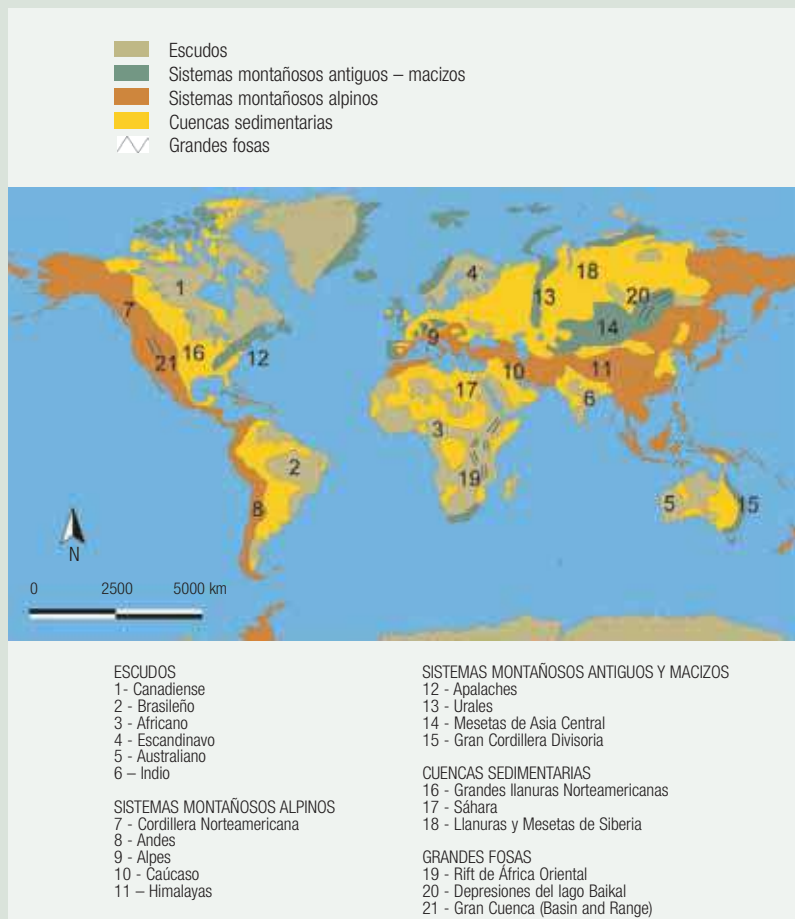 Escudos
Sistemas montañosos antiguos – macizos
Sistemas montañosos alpinos
Cuencas sedimentarias
Grandes fosas
1
2
3
4
5
6
7
8
9
10
11
12
13
14
15
16
17
18
19
20
21
N
0 2500 5000 km
ESCUDOS
1- Canadiense
2 - Brasileño
3 - Africano
4 - Escandinavo
5 - Australiano
6 – Indio
SISTEMAS MONTAÑOSOS ALPINOS
7 - Cordillera Norteamericana
8 - Andes
9 - Alpes
10 - Caúcaso
11 – Himalayas
SISTEMAS MONTAÑOSOS ANTIGUOS Y MACIZOS
12 - Apalaches
13 - Urales
14 - Mesetas de Asia Central
15 - Gran Cordillera Divisoria
CUENCAS SEDIMENTARIAS
16 - Grandes llanuras Norteamericanas
17 - Sáhara
18 - Llanuras y Mesetas de Siberia
GRANDES FOSAS
19 - Rift de África Oriental
20 - Depresiones del lago Baikal
21 - Gran Cuenca (Basin and Range)